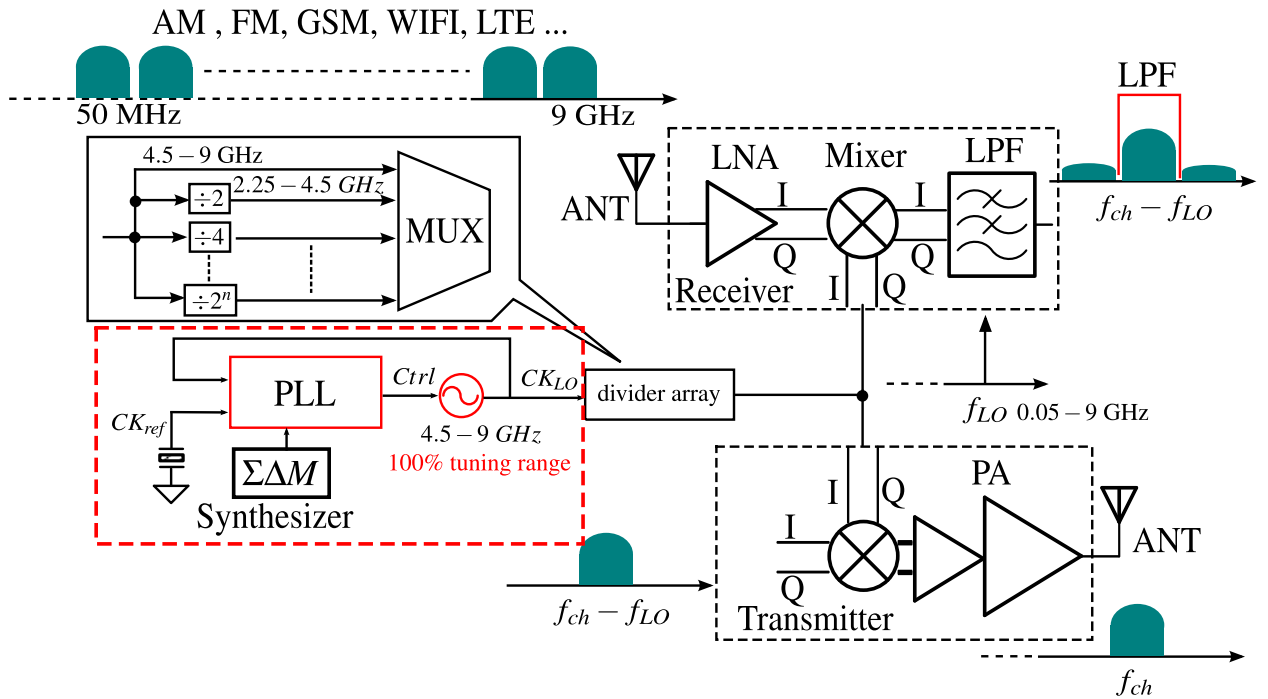 AM , FM, GSM, WIFI, LTE ...
50 MHz
9 GHz
LPF
f_ch − f_LO
4.5 − 9 GHz
÷2
2.25 − 4.5 GHz
÷4
÷2^n
MUX
ANT
LNA
Mixer
LPF
I
Q
I
Q
I
Q
Receiver
PLL
Ctrl
CK_LO
CK_ref
4.5 − 9 GHz
100% tuning range
ΣΔM
Synthesizer
divider array
f_LO 0.05 − 9 GHz
I
Q
PA
I
Q
Transmitter
ANT
f_ch − f_LO
f_ch